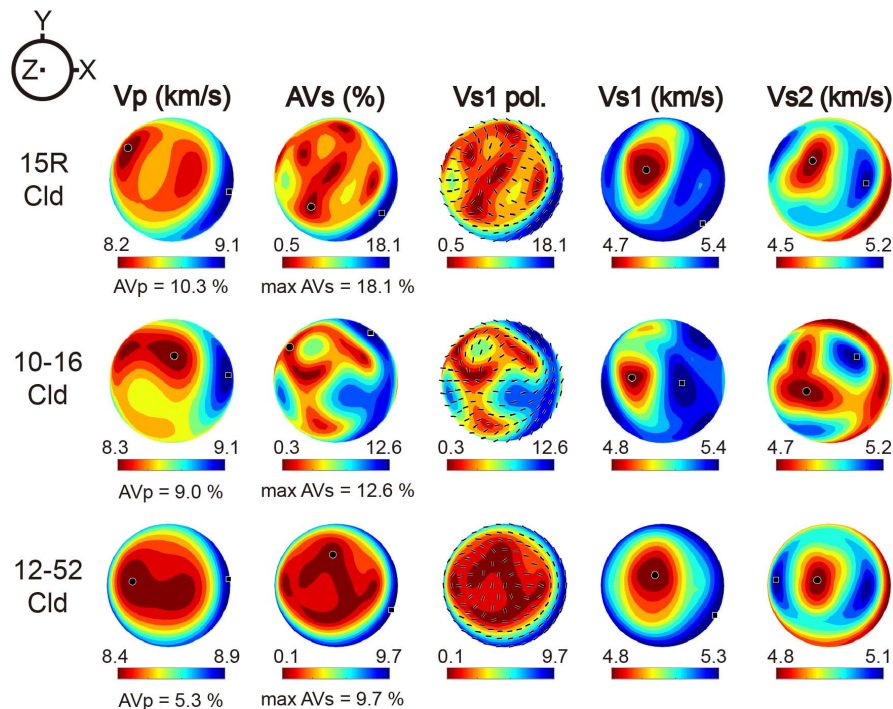 Y
Z X
Vp (km/s) AVs (%) Vs1 pol. Vs1 (km/s) Vs2 (km/s)
15R
Cld
8.2 9.1 0.5 18.1 0.5 18.1 4.7 5.4 4.5 5.2
AVp = 10.3 % max AVs = 18.1 %
10-16
Cld
8.3 9.1 0.3 12.6 0.3 12.6 4.8 5.4 4.7 5.2
AVp = 9.0 % max AVs = 12.6 %
12-52
Cld
8.4 8.9 0.1 9.7 0.1 9.7 4.8 5.3 4.8 5.1
AVp = 5.3 % max AVs = 9.7 %